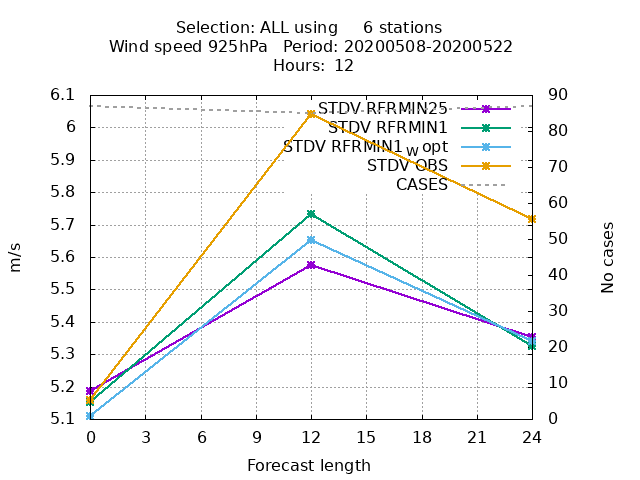 Selection: ALL using 6 stations
Wind speed 925hPa Period: 20200508-20200522
Hours: 12
6.1
6
5.9
5.8
5.7
5.6
5.5
5.4
5.3
5.2
5.1
m/s
STDV RFRMIN25
STDV RFRMIN1
STDV RFRMIN1_W opt
STDV OBS
CASES
90
80
70
60
50
40
30
20
10
0
No cases
0 3 6 9 12 15 18 21 24
Forecast length